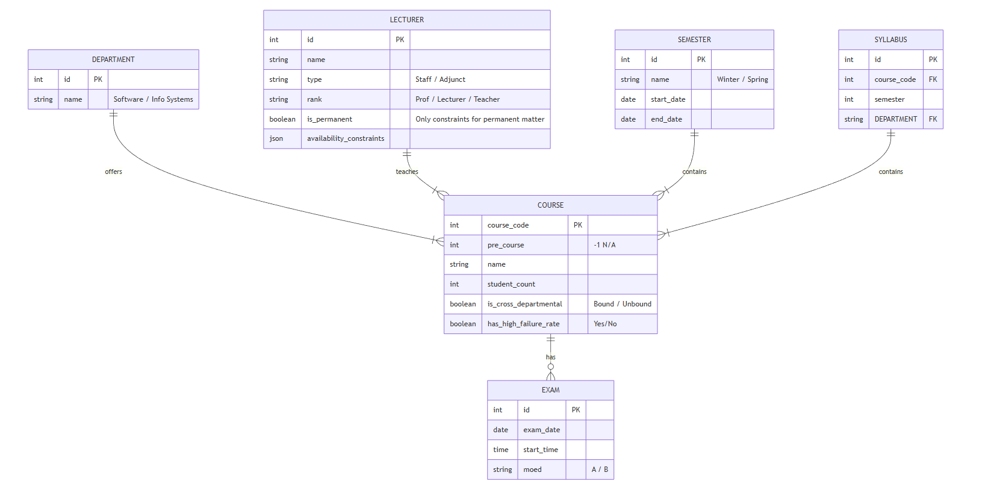 LECTURER
int id PK
string name
string type Staff / Adjunct
string rank Prof / Lecturer / Teacher
boolean is_permanent Only constraints for permanent matter
json availability_constraints
SEMESTER
int id PK
string name Winter / Spring
date start_date
date end_date
SYLLABUS
int id PK
int course_code FK
int semester
string DEPARTMENT FK
DEPARTMENT
int id PK
string name Software / Info Systems
offers
teaches
contains
contains
COURSE
int course_code PK
int pre_course -1 N/A
string name
int student_count
boolean is_cross_departmental Bound / Unbound
boolean has_high_failure_rate Yes/No
has
EXAM
int id PK
date exam_date
time start_time
string moed A / B